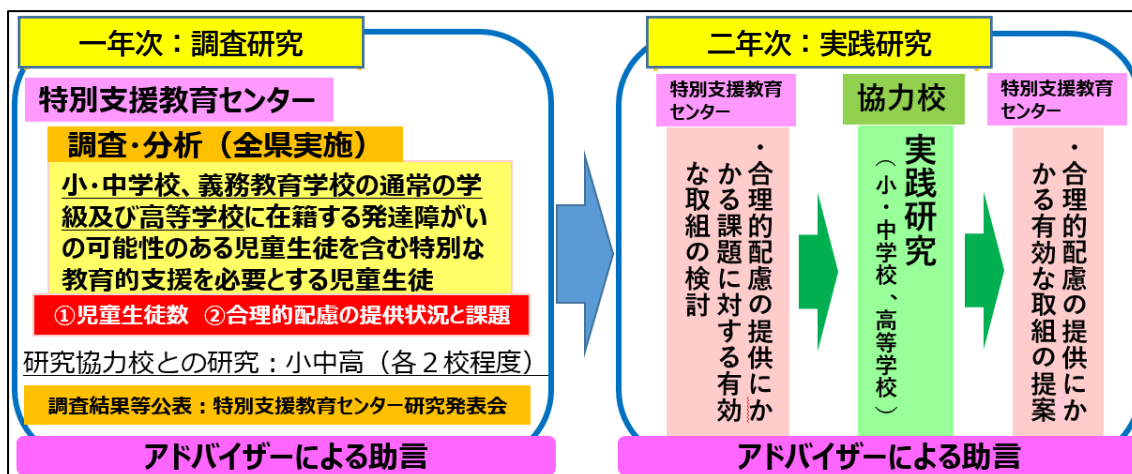 一年次：調査研究
特別支援教育センター
調査・分析（全県実施）
小・中学校、義務教育学校の通常の学
級及び高等学校に在籍する発達障がい
の可能性のある児童生徒を含む特別な
教育的支援を必要とする児童生徒
①児童生徒数 ②合理的配慮の提供状況と課題
研究協力校との研究：小中高（各２校程度）
調査結果等公表：特別支援教育センター研究発表会
アドバイザーによる助言
二年次：実践研究
特別支援教育
センター
・合理的配慮の提供にか
かる課題に対する有効
な取組の検討
協力校
実践研究
（小・中学校、高等学校）
特別支援教育
センター
・合理的配慮の提供にか
かる有効な取組の提案
アドバイザーによる助言